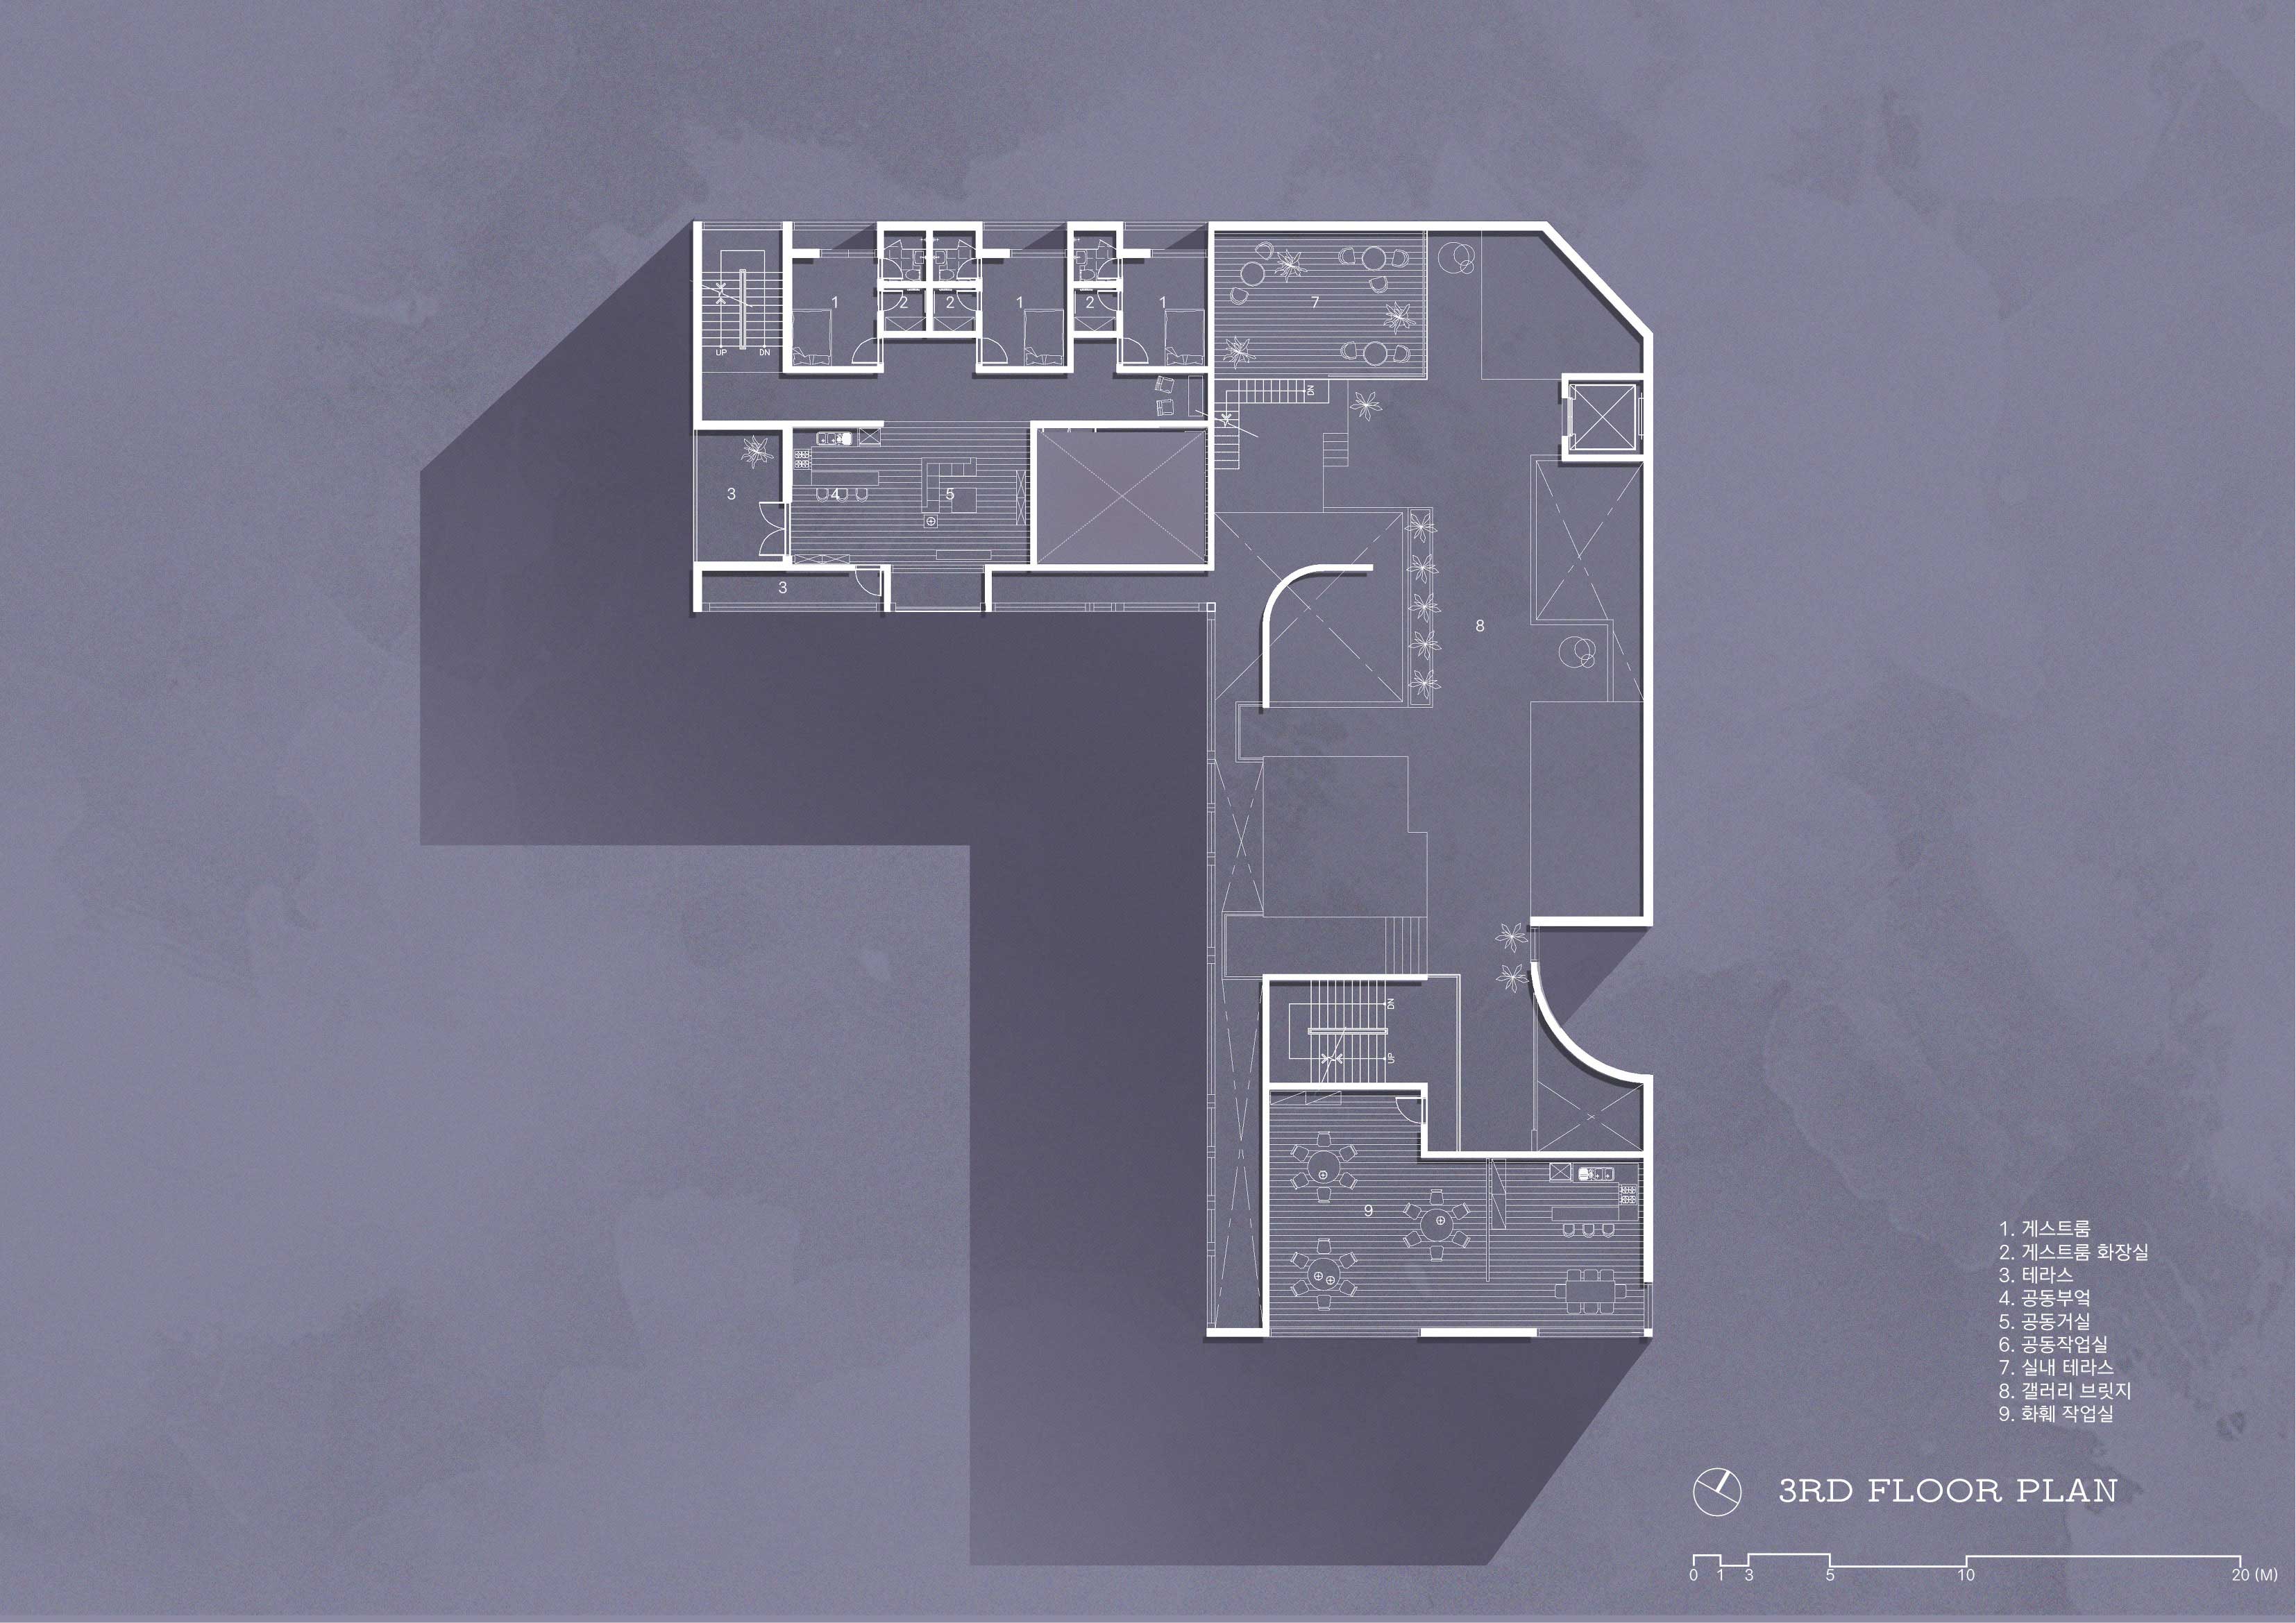 1
2
2
1
2
1
7
UP
DN
DN
3
4
5
3
8
DN
UP
9
1. 게스트룸
2. 게스트룸 화장실
3. 테라스
4. 공동부엌
5. 공동거실
6. 공동작업실
7. 실내 테라스
8. 갤러리 브릿지
9. 화훼 작업실
3RD FLOOR PLAN
0 1 3 5 10 20 (M)